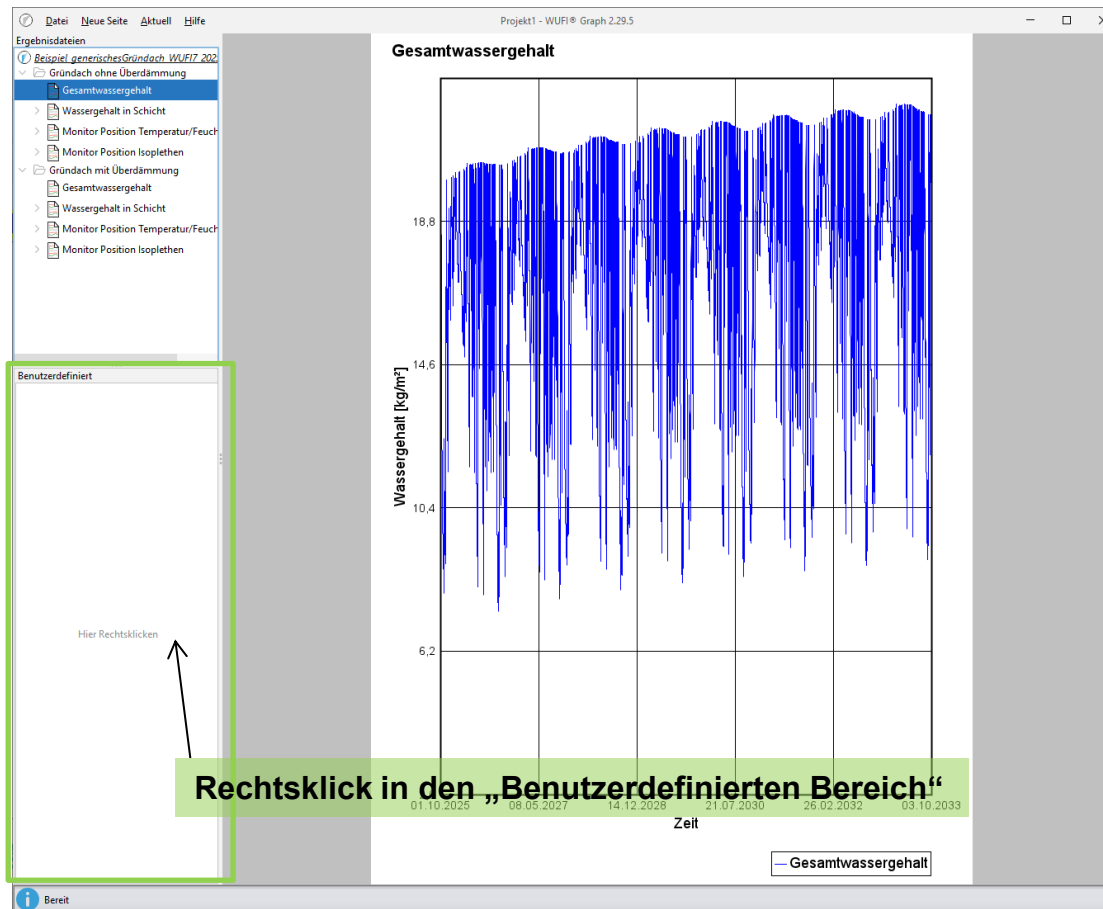 Datei Neue Seite Aktuell Hilfe
Projekt1 - WUFI® Graph 2.29.5
Ergebnisdateien
Beispiel_generischesGründach_WUFI7_202
Gründach ohne Überdämmung
Gesamtwassergehalt
Wassergehalt in Schicht
Monitor Position Temperatur/Feuch
Monitor Position Isoplethen
Gründach mit Überdämmung
Gesamtwassergehalt
Wassergehalt in Schicht
Monitor Position Temperatur/Feuch
Monitor Position Isoplethen
Benutzerdefiniert
Hier Rechtsklicken
Gesamtwassergehalt
Wassergehalt [kg/m²]
18,8
14,6
10,4
6,2
Rechtsklick in den „Benutzerdefinierten Bereich“
01.10.2025 08.05.2027 14.12.2028 21.07.2030 26.02.2032 03.10.2033
Zeit
Gesamtwassergehalt
Bereit